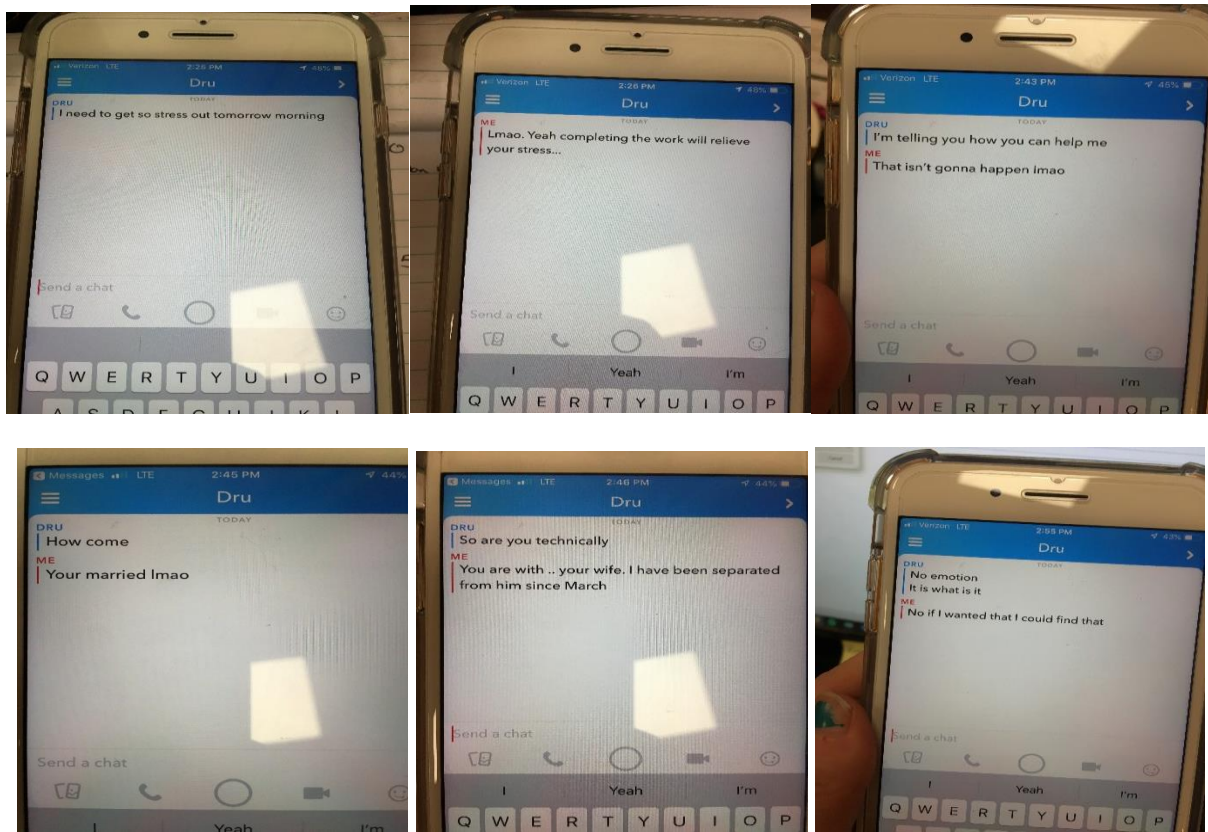 Verizon LTE 2:26 PM 48%
Dru
TODAY
DRU
I need to get so stress out tomorrow morning
Send a chat
Q W E R T Y U I O P
Verizon LTE 2:26 PM 48%
Dru
TODAY
ME
Lmao. Yeah completing the work will relieve
your stress...
Send a chat
I Yeah I'm
Q W E R T Y U I O P
Verizon LTE 2:43 PM 45%
Dru
TODAY
DRU
I'm telling you how you can help me
ME
That isn't gonna happen lmao
Send a chat
I Yeah I'm
Q W E R T Y U I O P
Messages LTE 2:45 PM 44%
Dru
TODAY
DRU
How come
ME
Your married lmao
Send a chat
I Yeah I'm
Messages LTE 2:46 PM 44%
Dru
TODAY
DRU
So are you technically
ME
You are with .. your wife. I have been separated
from him since March
Send a chat
I Yeah I'm
Q W E R T Y U I O P
Verizon LTE 2:55 PM 43%
Dru
TODAY
DRU
No emotion
It is what is it
ME
No if I wanted that I could find that
Send a chat
I Yeah I'm
Q W E R T Y U I O P